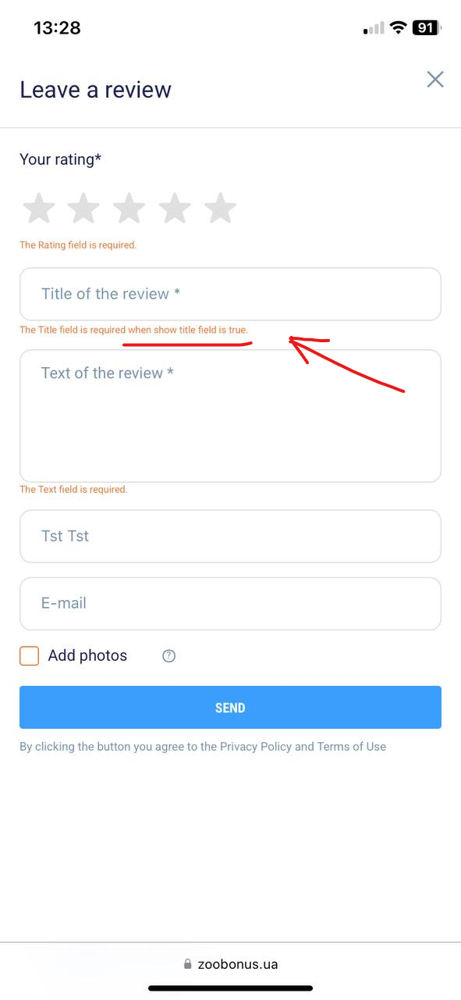 13:28
91
Leave a review
Your rating*
The Rating field is required.
Title of the review *
The Title field is required when show title field is true.
Text of the review *
The Text field is required.
Tst Tst
E-mail
Add photos ?
SEND
By clicking the button you agree to the Privacy Policy and Terms of Use
zoobonus.ua